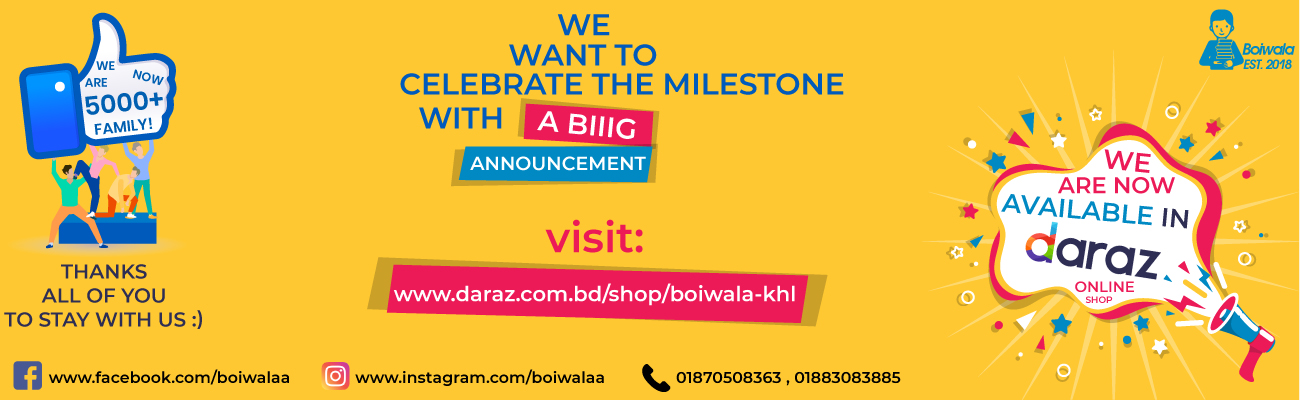 WE
ARE NOW
5000+
FAMILY!
THANKS
ALL OF YOU
TO STAY WITH US :)
WE
WANT TO
CELEBRATE THE MILESTONE
WITH A BIIIG
ANNOUNCEMENT
visit:
www.daraz.com.bd/shop/boiwala-khl
Boiwala
EST. 2018
WE
ARE NOW
AVAILABLE IN
daraz
ONLINE
SHOP
www.facebook.com/boiwalaa
www.instagram.com/boiwalaa
01870508363 , 01883083885